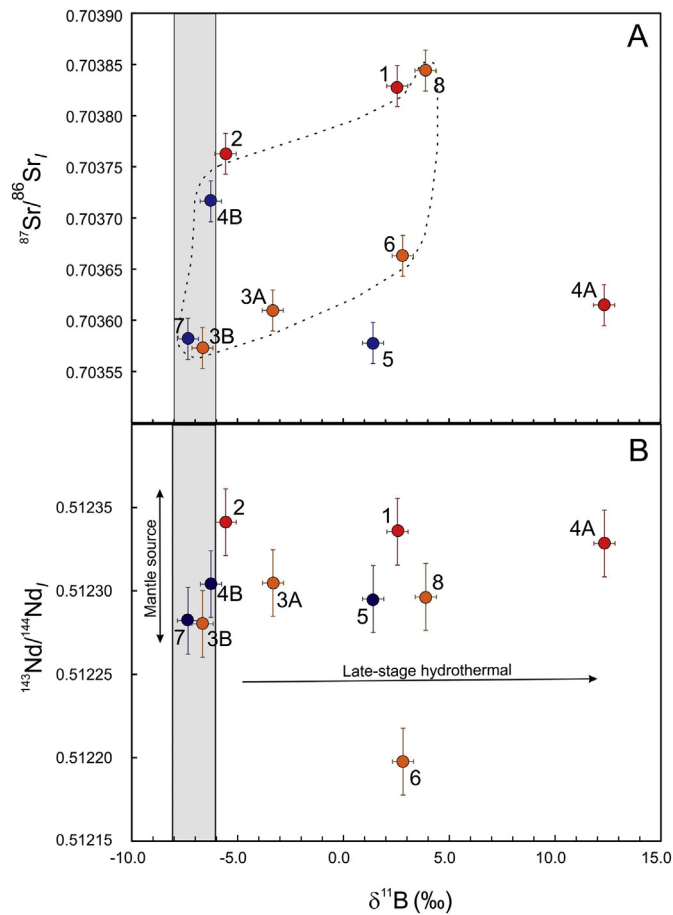 0.70390
A
0.70385
1
8
0.70380
2
0.70375
4B
0.70370
⁸⁷Sr/⁸⁶Sr_I
6
0.70365
3A
4A
7
3B
0.70360
5
0.70355
B
0.51235
2
1
4A
Mantle source
4B
3A
8
0.51230
7
3B
5
¹⁴³Nd/¹⁴⁴Nd_I
0.51225
Late-stage hydrothermal
0.51220
6
0.51215
-10.0 -5.0 0.0 5.0 10.0 15.0
δ¹¹B (‰)